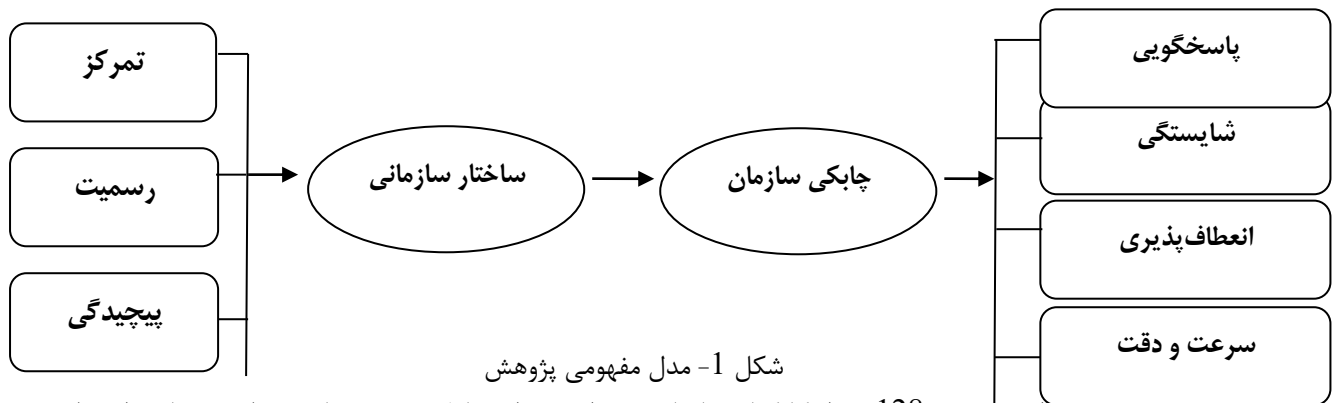 تمرکز
رسمیت
پیچیدگی
ساختار سازمانی
چابکی سازمان
پاسخگویی
شایستگی
انعطاف‌پذیری
سرعت و دقت
شکل 1- مدل مفهومی پژوهش